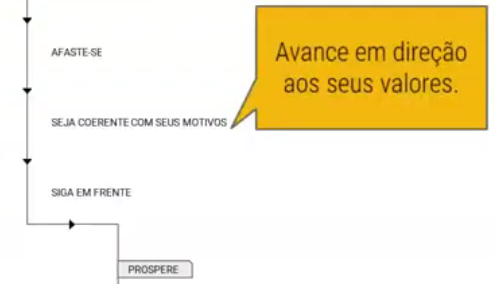 AFASTE-SE
Avance em direção
aos seus valores.
SEJA COERENTE COM SEUS MOTIVOS
SIGA EM FRENTE
PROSPERE